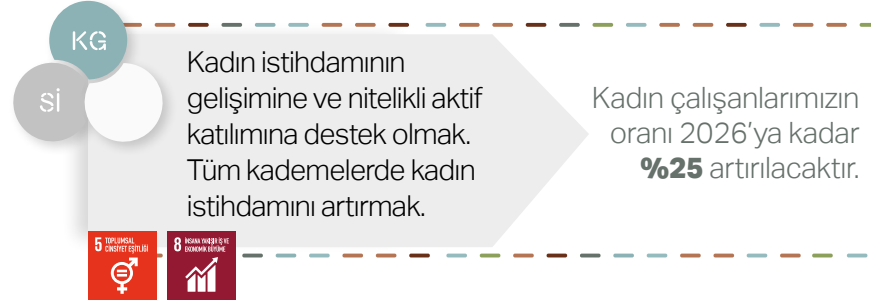 KG
Sİ
Kadın istihdamının
gelişimine ve nitelikli aktif
katılımına destek olmak.
Tüm kademelerde kadın
istihdamını artırmak.
Kadın çalışanlarımızın
oranı 2026'ya kadar
%25 artırılacaktır.
5 TOPLUMSAL
CİNSİYET EŞİTLİĞİ
8 İNSANA YAKIŞIR İŞ VE
EKONOMİK BÜYÜME